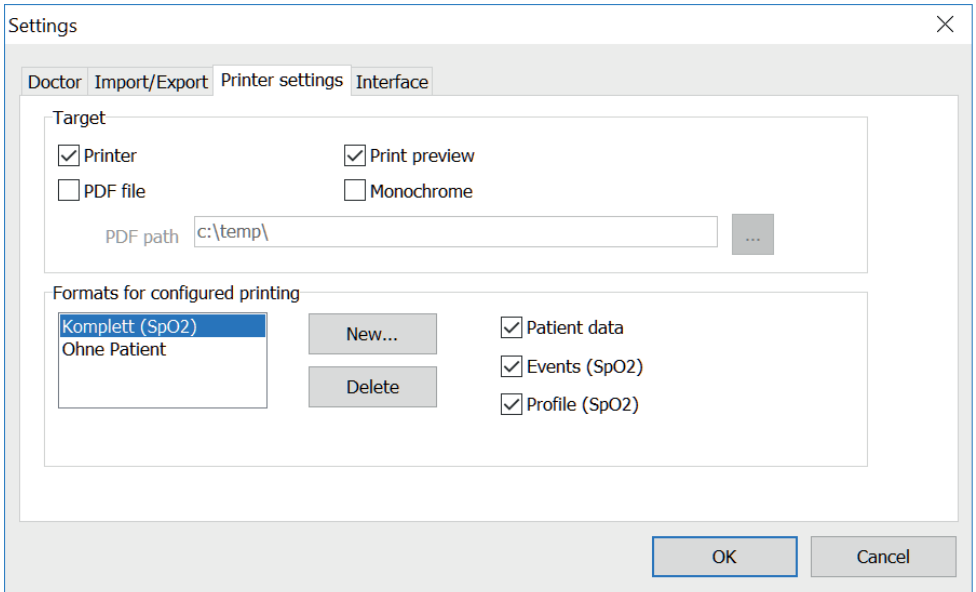 Settings
Doctor Import/Export Printer settings Interface
Target
Printer Print preview
PDF file Monochrome
PDF path c:\temp\ ...
Formats for configured printing
Komplett (SpO2) New... Patient data
Ohne Patient Events (SpO2)
Delete Profile (SpO2)
OK Cancel